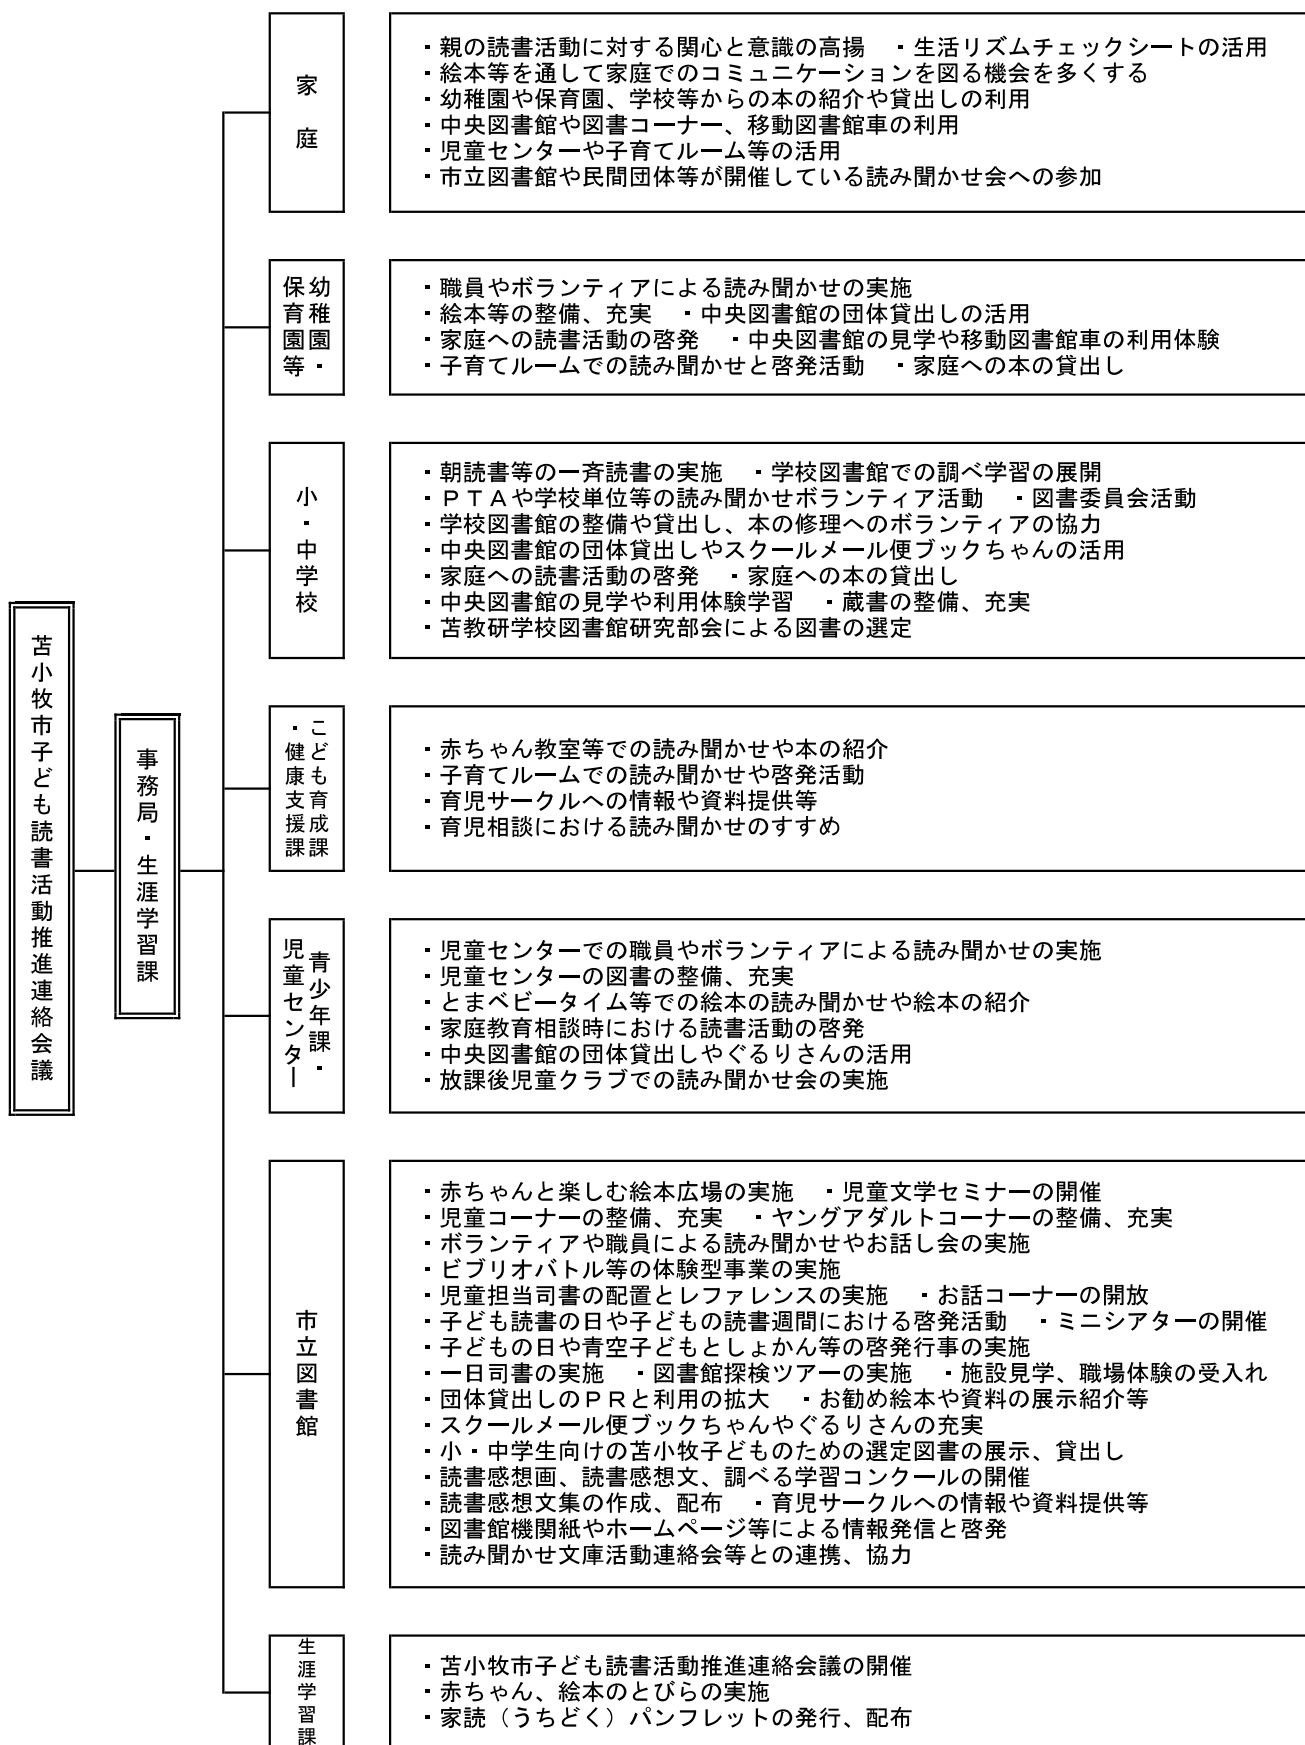 苫小牧市子ども読書活動推進連絡会議
事務局・生涯学習課
家庭
・親の読書活動に対する関心と意識の高揚　・生活リズムチェックシートの活用
・絵本等を通して家庭でのコミュニケーションを図る機会を多くする
・幼稚園や保育園、学校等からの本の紹介や貸出しの利用
・中央図書館や図書コーナー、移動図書館車の利用
・児童センターや子育てルーム等の活用
・市立図書館や民間団体等が開催している読み聞かせ会への参加
幼稚園・
保育園等
・職員やボランティアによる読み聞かせの実施
・絵本等の整備、充実　・中央図書館の団体貸出しの活用
・家庭への読書活動の啓発　・中央図書館の見学や移動図書館車の利用体験
・子育てルームでの読み聞かせと啓発活動　・家庭への本の貸出し
小・中学校
・朝読書等の一斉読書の実施　・学校図書館での調べ学習の展開
・ＰＴＡや学校単位等の読み聞かせボランティア活動　・図書委員会活動
・学校図書館の整備や貸出し、本の修理へのボランティアの協力
・中央図書館の団体貸出しやスクールメール便ブックちゃんの活用
・家庭への読書活動の啓発　・家庭への本の貸出し
・中央図書館の見学や利用体験学習　・蔵書の整備、充実
・苫教研学校図書館研究部会による図書の選定
こども育成課
・健康支援課
・赤ちゃん教室等での読み聞かせや本の紹介
・子育てルームでの読み聞かせや啓発活動
・育児サークルへの情報や資料提供等
・育児相談における読み聞かせのすすめ
青少年課・
児童センター
・児童センターでの職員やボランティアによる読み聞かせの実施
・児童センターの図書の整備、充実
・とまベビータイム等での絵本の読み聞かせや絵本の紹介
・家庭教育相談時における読書活動の啓発
・中央図書館の団体貸出しやぐるりさんの活用
・放課後児童クラブでの読み聞かせ会の実施
市立図書館
・赤ちゃんと楽しむ絵本広場の実施　・児童文学セミナーの開催
・児童コーナーの整備、充実　・ヤングアダルトコーナーの整備、充実
・ボランティアや職員による読み聞かせやお話し会の実施
・ビブリオバトル等の体験型事業の実施
・児童担当司書の配置とレファレンスの実施　・お話コーナーの開放
・子ども読書の日や子どもの読書週間における啓発活動　・ミニシアターの開催
・子どもの日や青空子どもとしょかん等の啓発行事の実施
・一日司書の実施　・図書館探検ツアーの実施　・施設見学、職場体験の受入れ
・団体貸出しのＰＲと利用の拡大　・お勧め絵本や資料の展示紹介等
・スクールメール便ブックちゃんやぐるりさんの充実
・小・中学生向けの苫小牧子どものための選定図書の展示、貸出し
・読書感想画、読書感想文、調べる学習コンクールの開催
・読書感想文集の作成、配布　・育児サークルへの情報や資料提供等
・図書館機関紙やホームページ等による情報発信と啓発
・読み聞かせ文庫活動連絡会等との連携、協力
生涯学習課
・苫小牧市子ども読書活動推進連絡会議の開催
・赤ちゃん、絵本のとびらの実施
・家読（うちどく）パンフレットの発行、配布